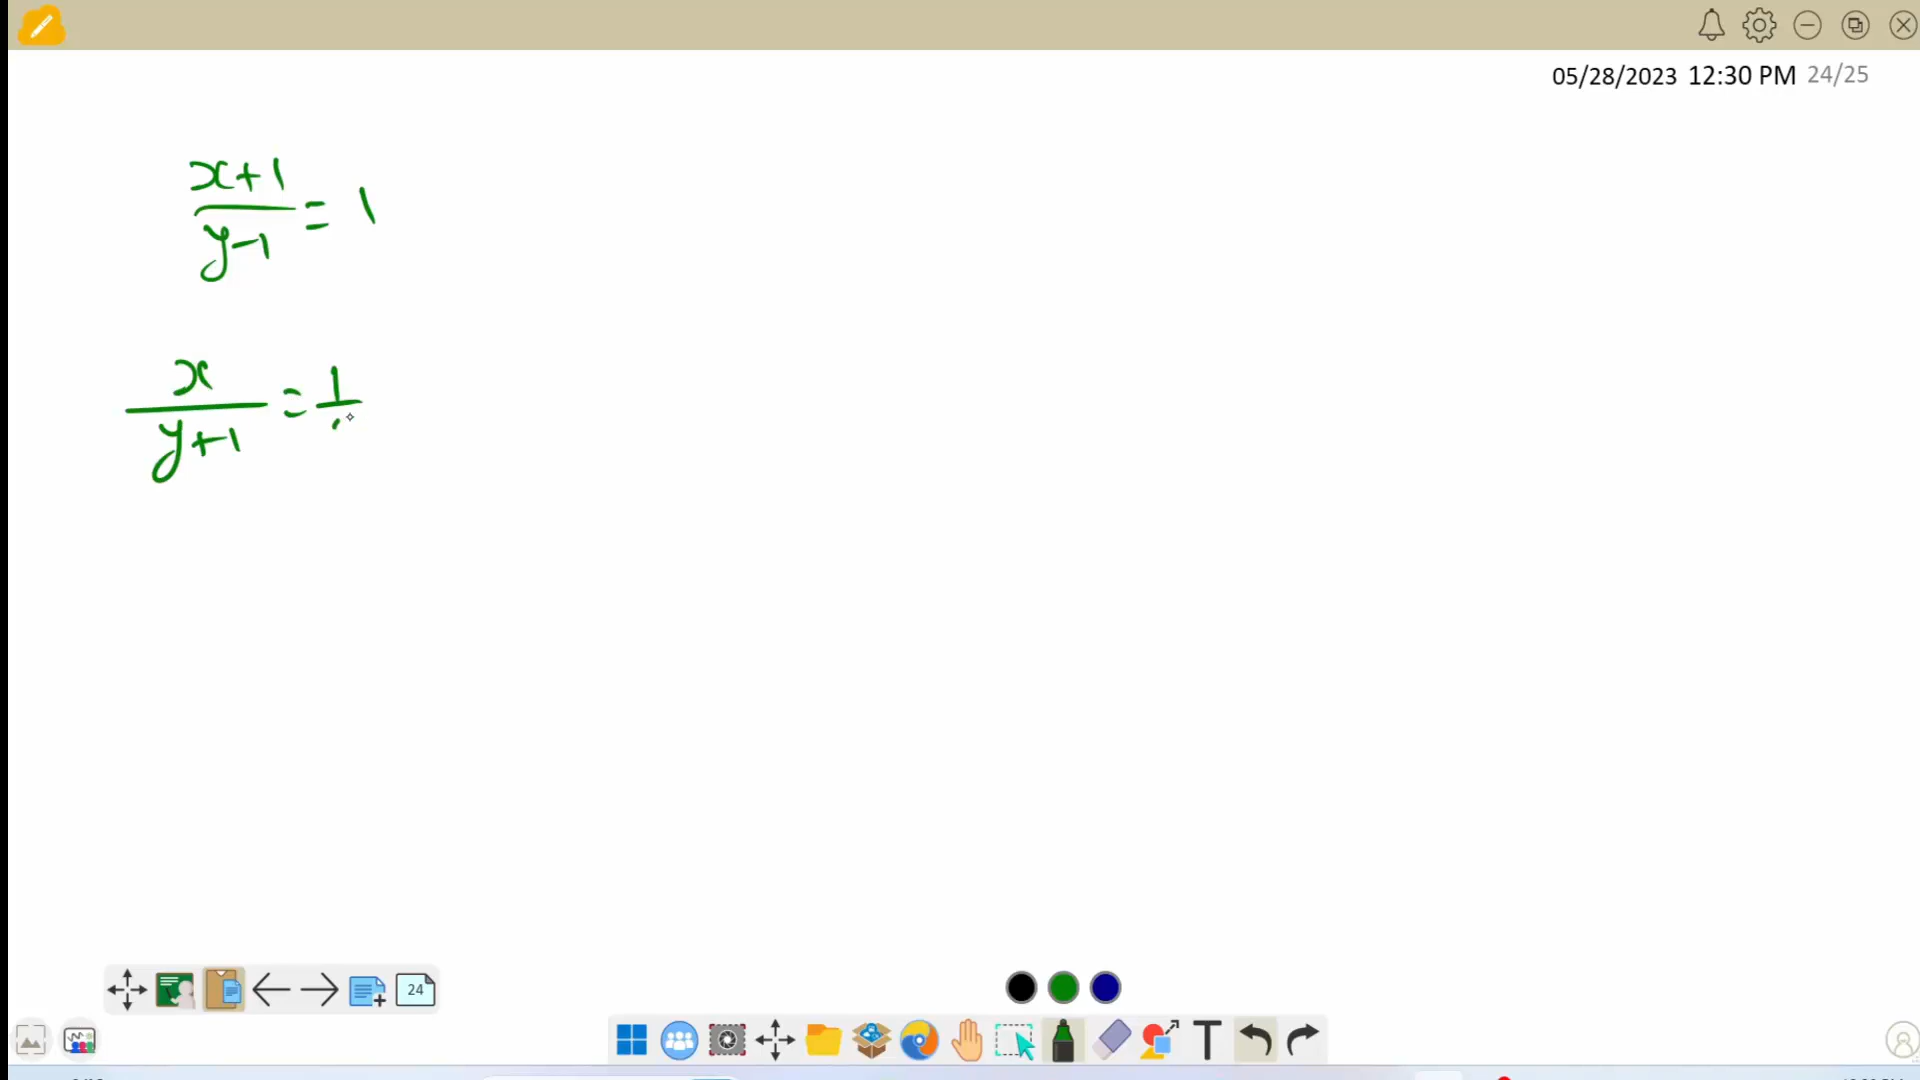 05/28/2023 12:30 PM 24/25
x+1
y-1
= 1
x
y+1
= 1
24
T